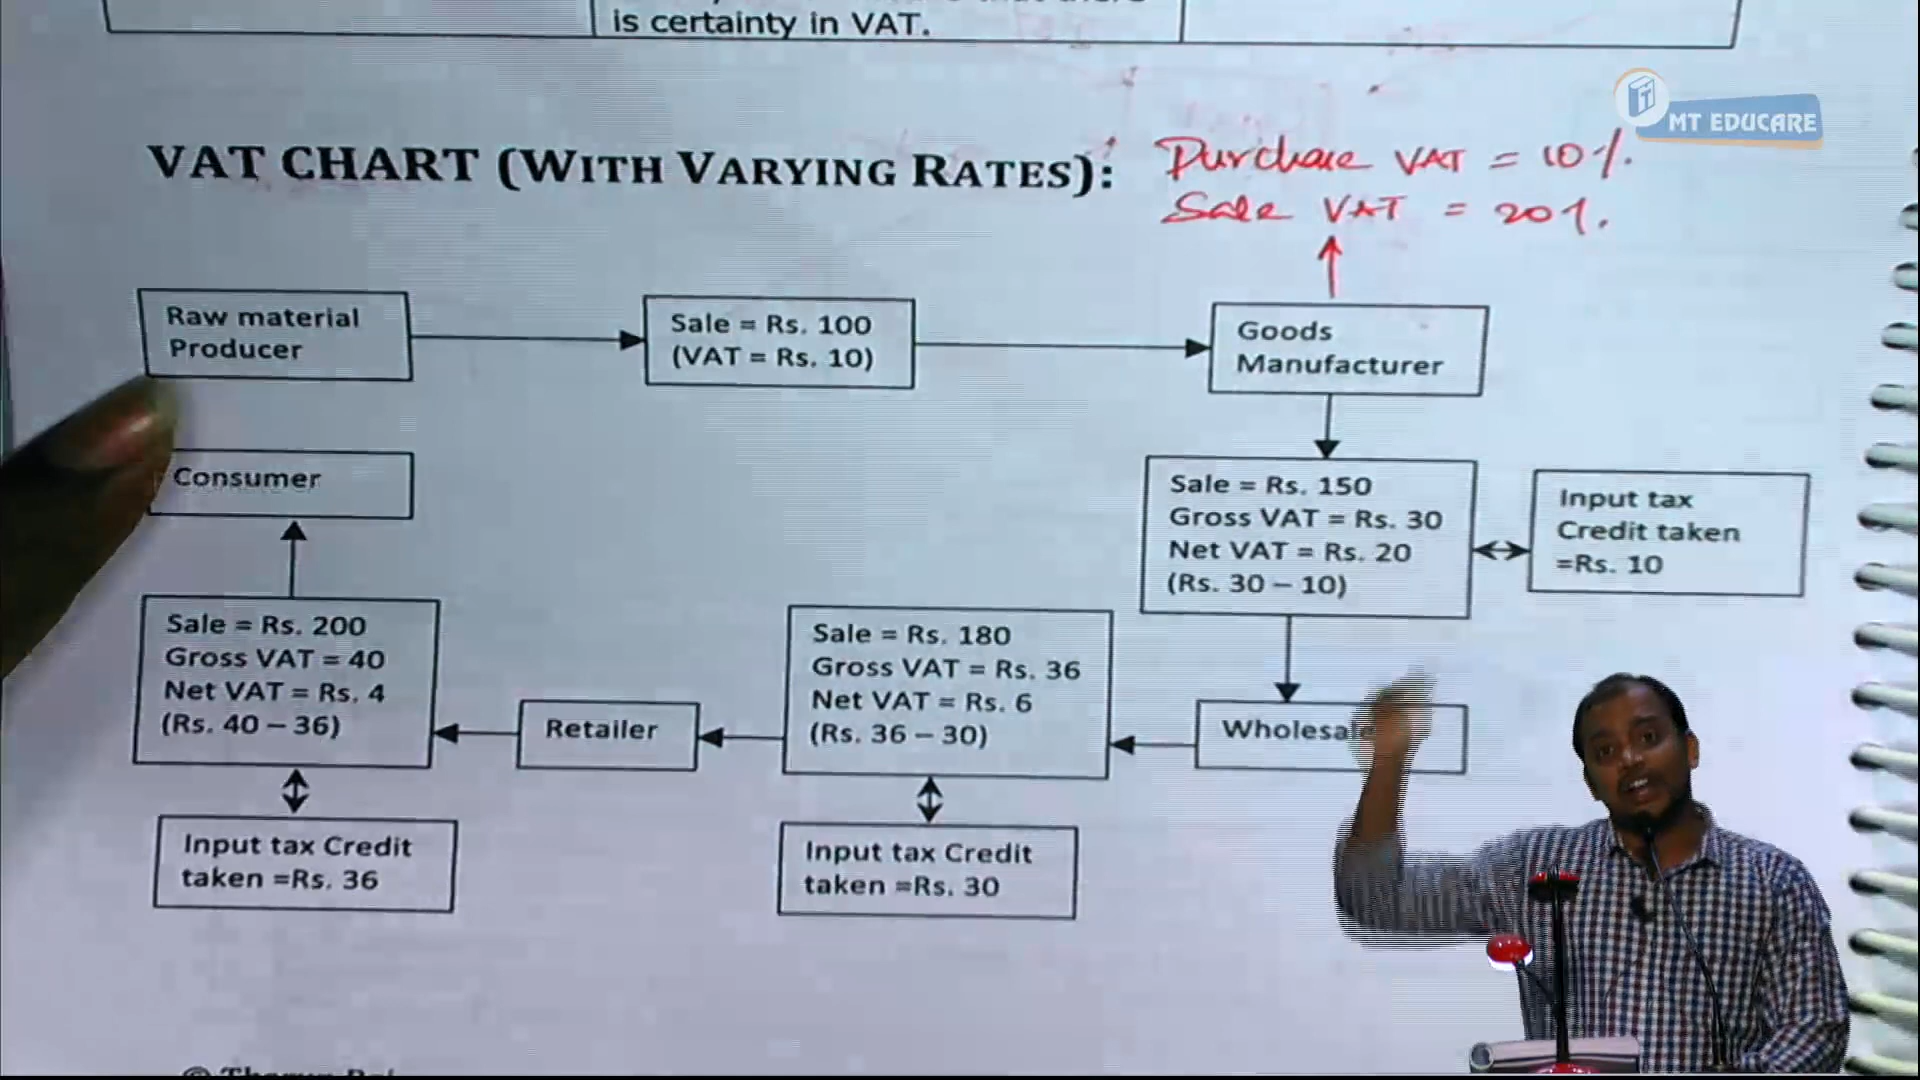 is certainty in VAT.
MT EDUCARE
VAT CHART (WITH VARYING RATES):
Purchase VAT = 10%.
Sale VAT = 20%.
Raw material
Producer
Sale = Rs. 100
(VAT = Rs. 10)
Goods
Manufacturer
Consumer
Sale = Rs. 150
Gross VAT = Rs. 30
Net VAT = Rs. 20
(Rs. 30 – 10)
Input tax
Credit taken
=Rs. 10
Sale = Rs. 200
Gross VAT = 40
Net VAT = Rs. 4
(Rs. 40 – 36)
Retailer
Sale = Rs. 180
Gross VAT = Rs. 36
Net VAT = Rs. 6
(Rs. 36 – 30)
Input tax Credit
taken =Rs. 36
Input tax Credit
taken =Rs. 30